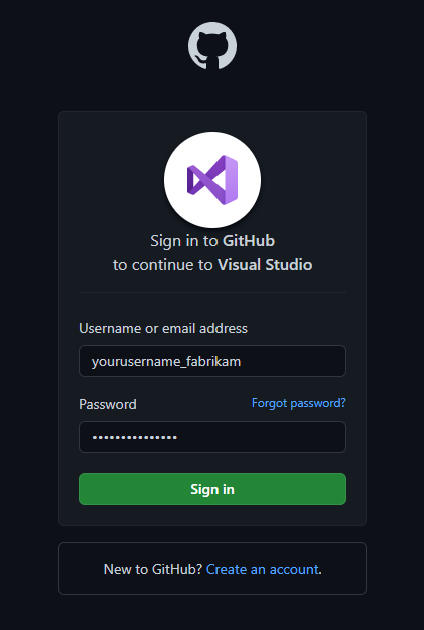 Sign in to GitHub
to continue to Visual Studio
Username or email address
yourusername_fabrikam
Password Forgot password?
•••••••••••••••
Sign in
New to GitHub? Create an account.